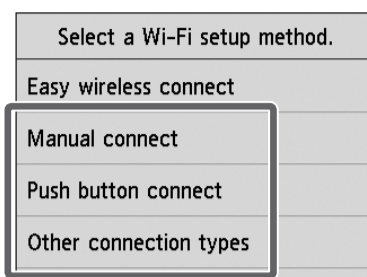 Select a Wi-Fi setup method.
Easy wireless connect
Manual connect
Push button connect
Other connection types